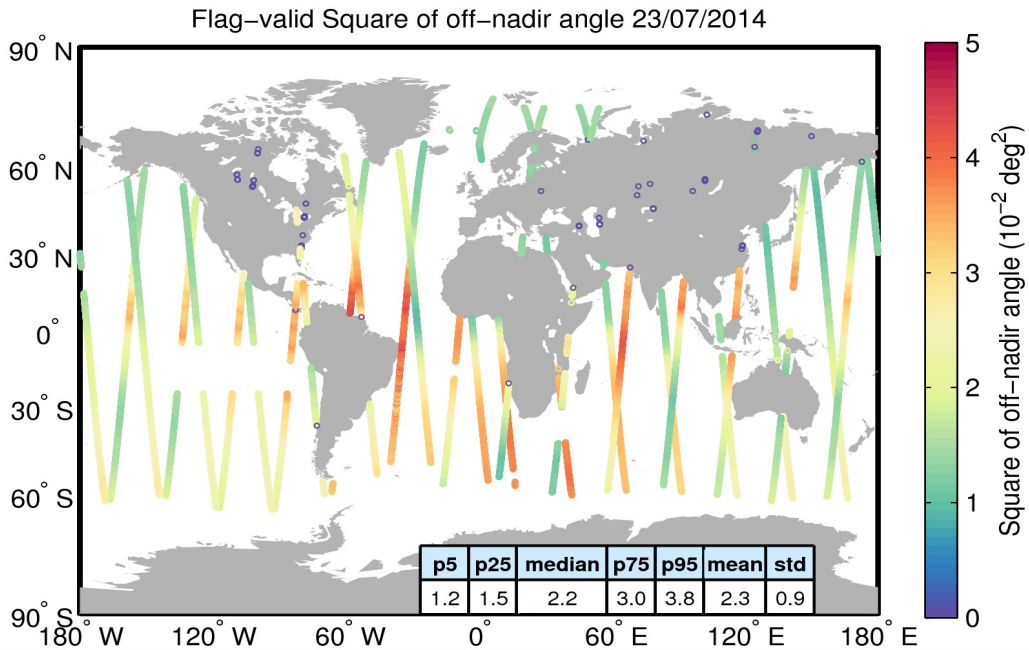 Flag−valid Square of off−nadir angle 23/07/2014
90° N
60° N
30° N
0°
30° S
60° S
90° S
180° W
120° W
60° W
0°
60° E
120° E
180° E
p5 p25 median p75 p95 mean std
1.2 1.5 2.2 3.0 3.8 2.3 0.9
5
4
3
2
1
0
Square of off−nadir angle (10⁻² deg²)